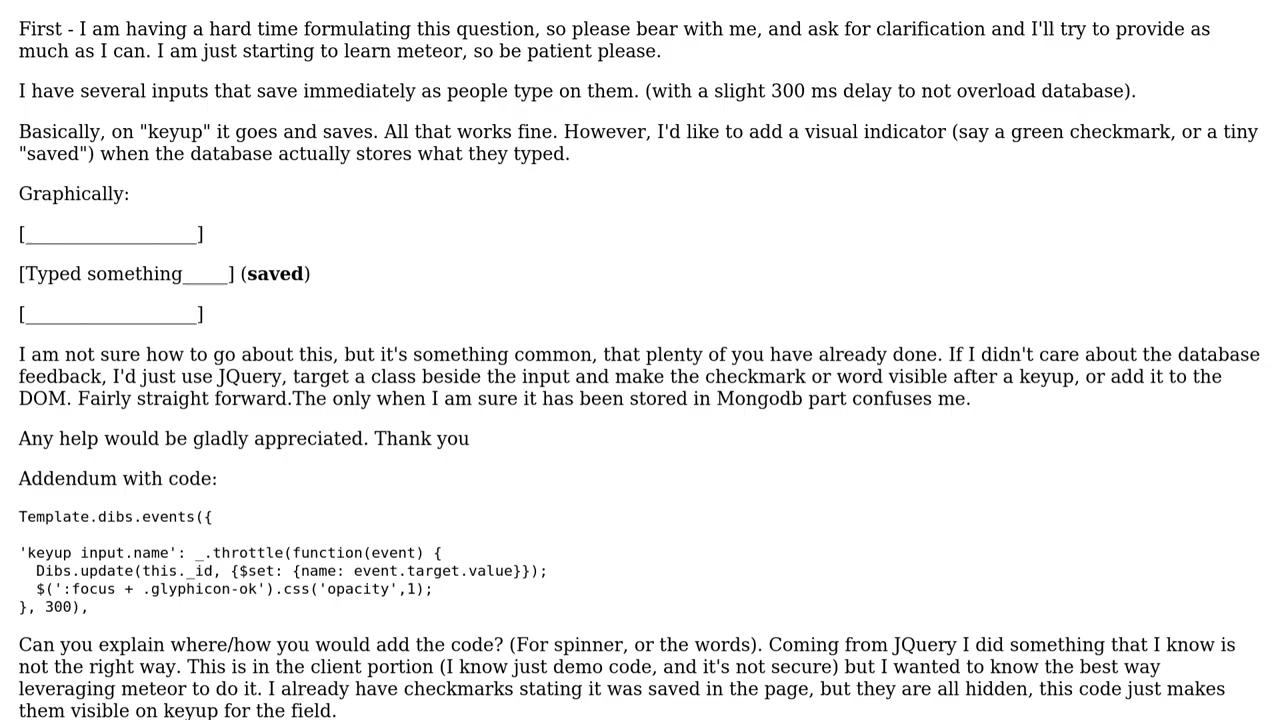 First - I am having a hard time formulating this question, so please bear with me, and ask for clarification and I'll try to provide as
much as I can. I am just starting to learn meteor, so be patient please.
I have several inputs that save immediately as people type on them. (with a slight 300 ms delay to not overload database).
Basically, on "keyup" it goes and saves. All that works fine. However, I'd like to add a visual indicator (say a green checkmark, or a tiny
"saved") when the database actually stores what they typed.
Graphically:
[___________________]
[Typed something_____] (saved)
[___________________]
I am not sure how to go about this, but it's something common, that plenty of you have already done. If I didn't care about the database
feedback, I'd just use JQuery, target a class beside the input and make the checkmark or word visible after a keyup, or add it to the
DOM. Fairly straight forward.The only when I am sure it has been stored in Mongodb part confuses me.
Any help would be gladly appreciated. Thank you
Addendum with code:
Template.dibs.events({
'keyup input.name': _.throttle(function(event) {
  Dibs.update(this._id, {$set: {name: event.target.value}});
  $(':focus + .glyphicon-ok').css('opacity',1);
}, 300),
Can you explain where/how you would add the code? (For spinner, or the words). Coming from JQuery I did something that I know is
not the right way. This is in the client portion (I know just demo code, and it's not secure) but I wanted to know the best way
leveraging meteor to do it. I already have checkmarks stating it was saved in the page, but they are all hidden, this code just makes
them visible on keyup for the field.